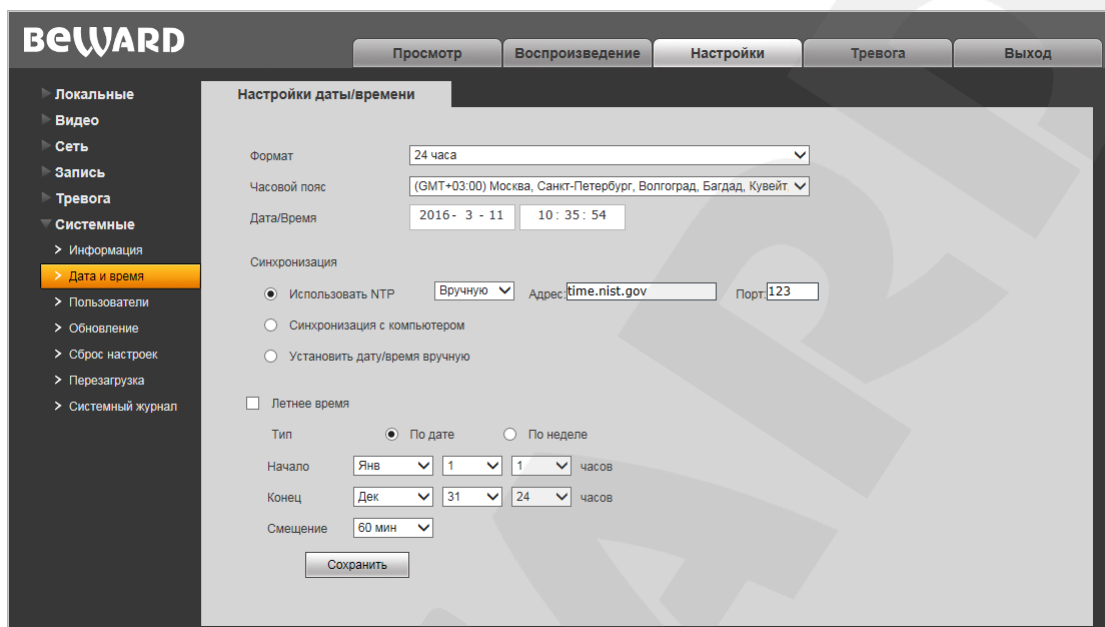 BEWARD
Просмотр Воспроизведение Настройки Тревога Выход
Локальные
Видео
Сеть
Запись
Тревога
Системные
Информация
Дата и время
Пользователи
Обновление
Сброс настроек
Перезагрузка
Системный журнал
Настройки даты/времени
Формат 24 часа
Часовой пояс (GMT+03:00) Москва, Санкт-Петербург, Волгоград, Багдад, Кувейт
Дата/Время 2016- 3 - 11 10: 35: 54
Синхронизация
Использовать NTP Вручную Адрес: time.nist.gov Порт: 123
Синхронизация с компьютером
Установить дату/время вручную
Летнее время
Тип По дате По неделе
Начало Янв 1 1 часов
Конец Дек 31 24 часов
Смещение 60 мин
Сохранить